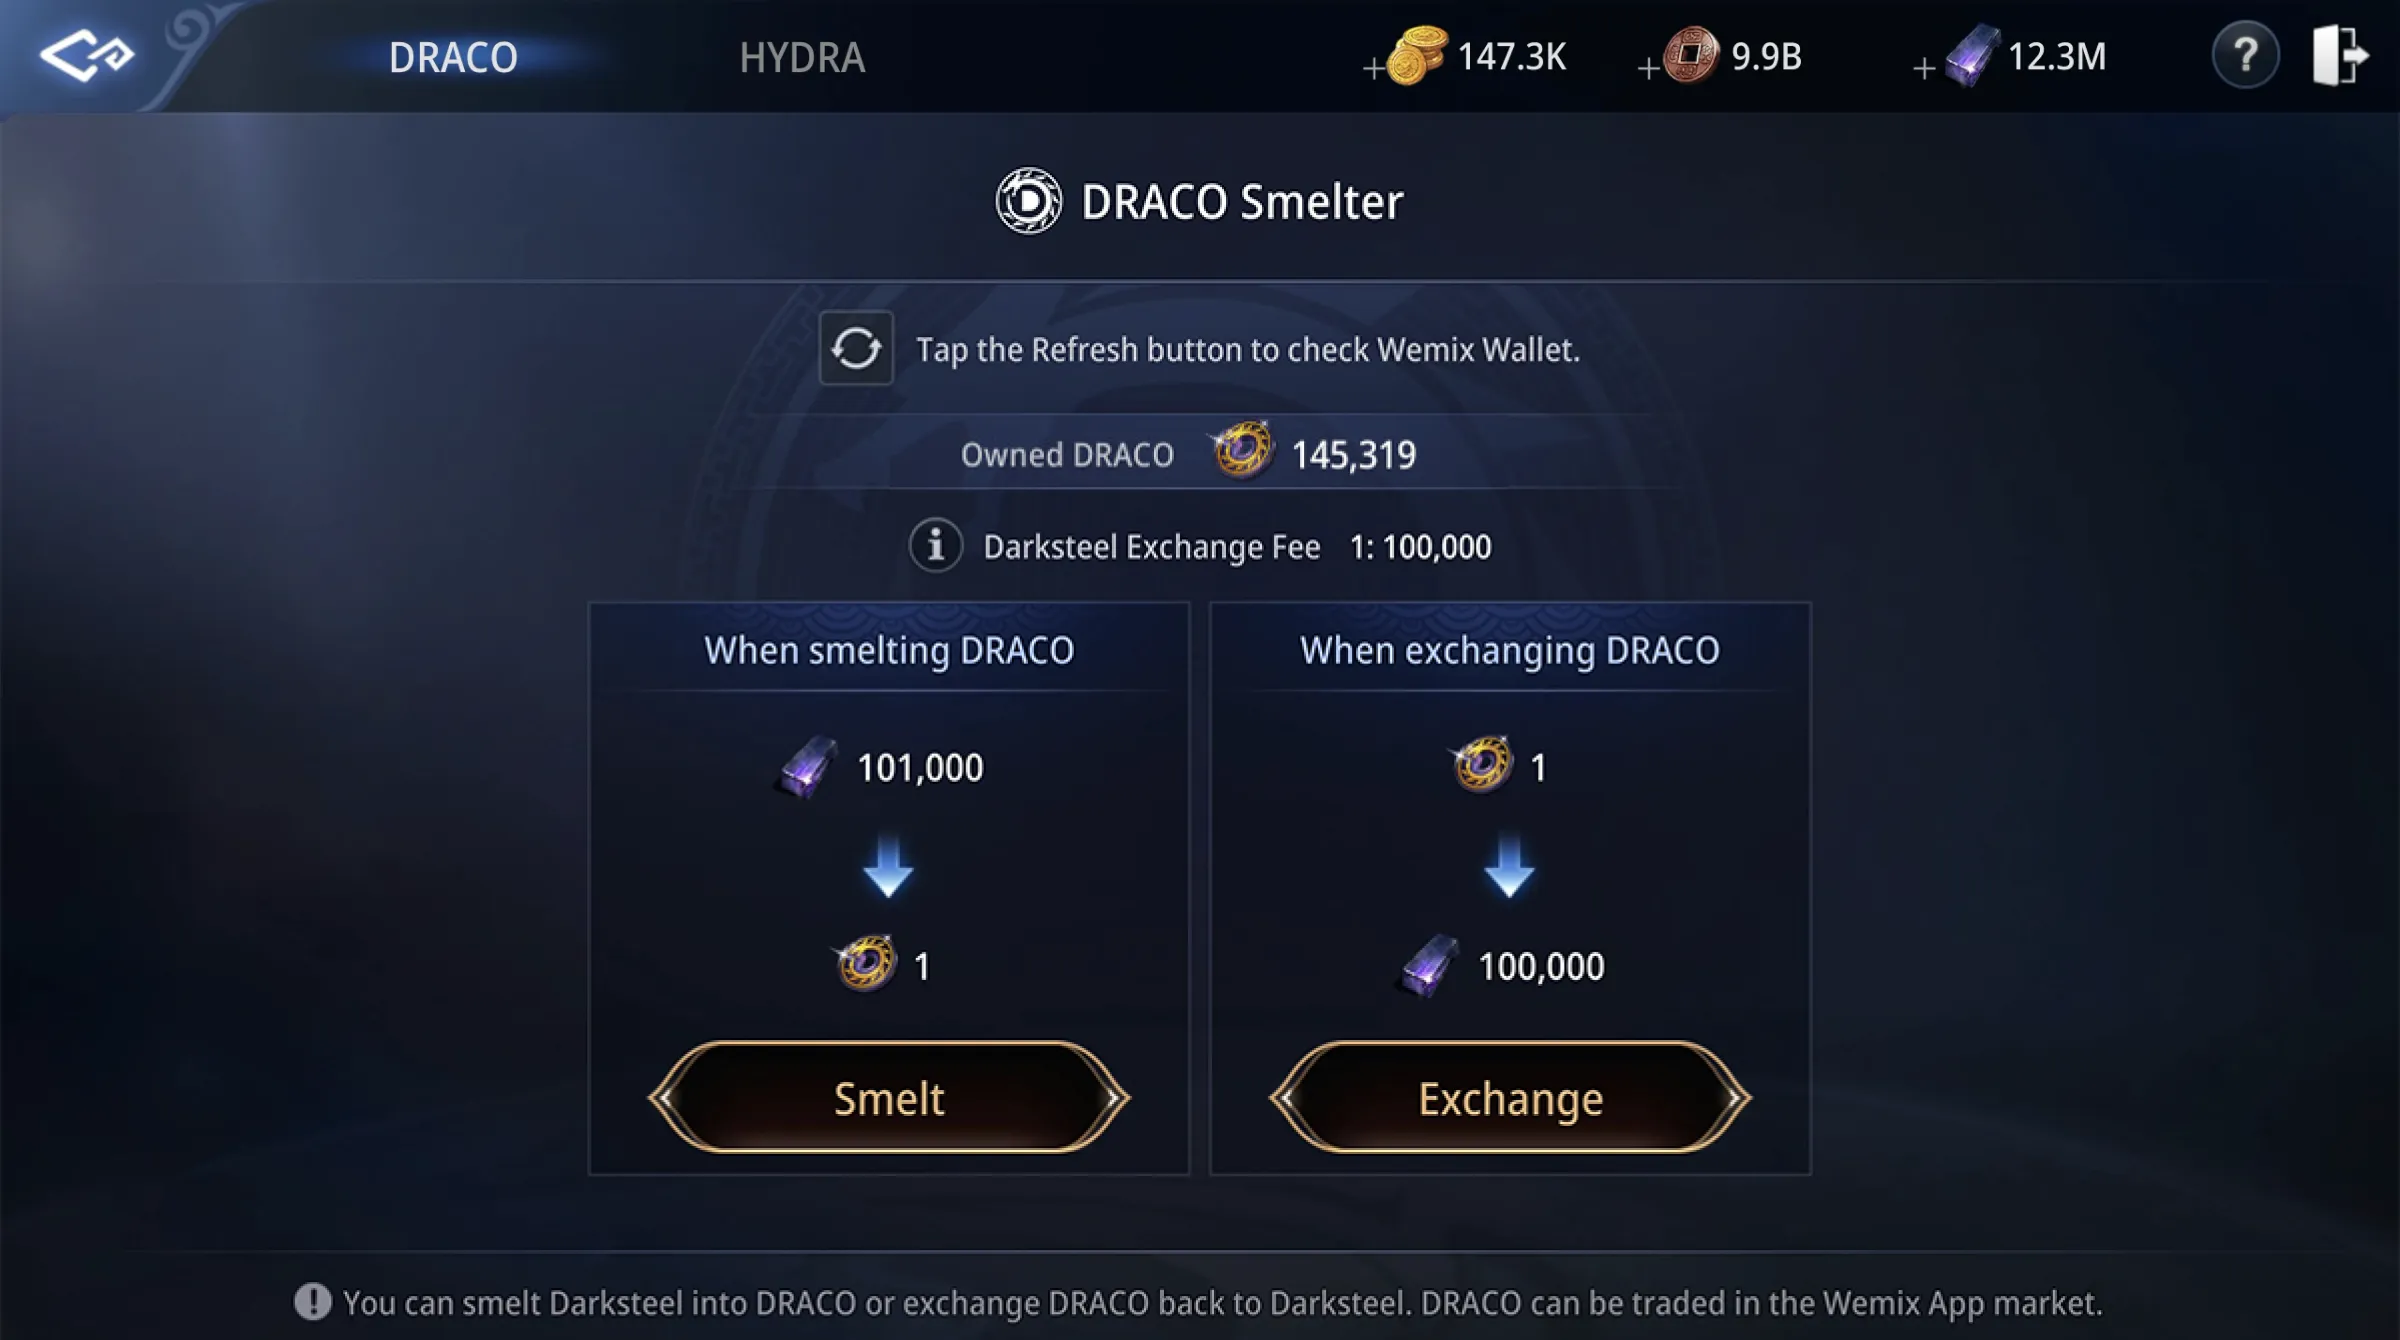 DRACO HYDRA +147.3K +9.9B +12.3M ?
DRACO Smelter
Tap the Refresh button to check Wemix Wallet.
Owned DRACO 145,319
Darksteel Exchange Fee 1: 100,000
When smelting DRACO
101,000
1
Smelt
When exchanging DRACO
1
100,000
Exchange
You can smelt Darksteel into DRACO or exchange DRACO back to Darksteel. DRACO can be traded in the Wemix App market.